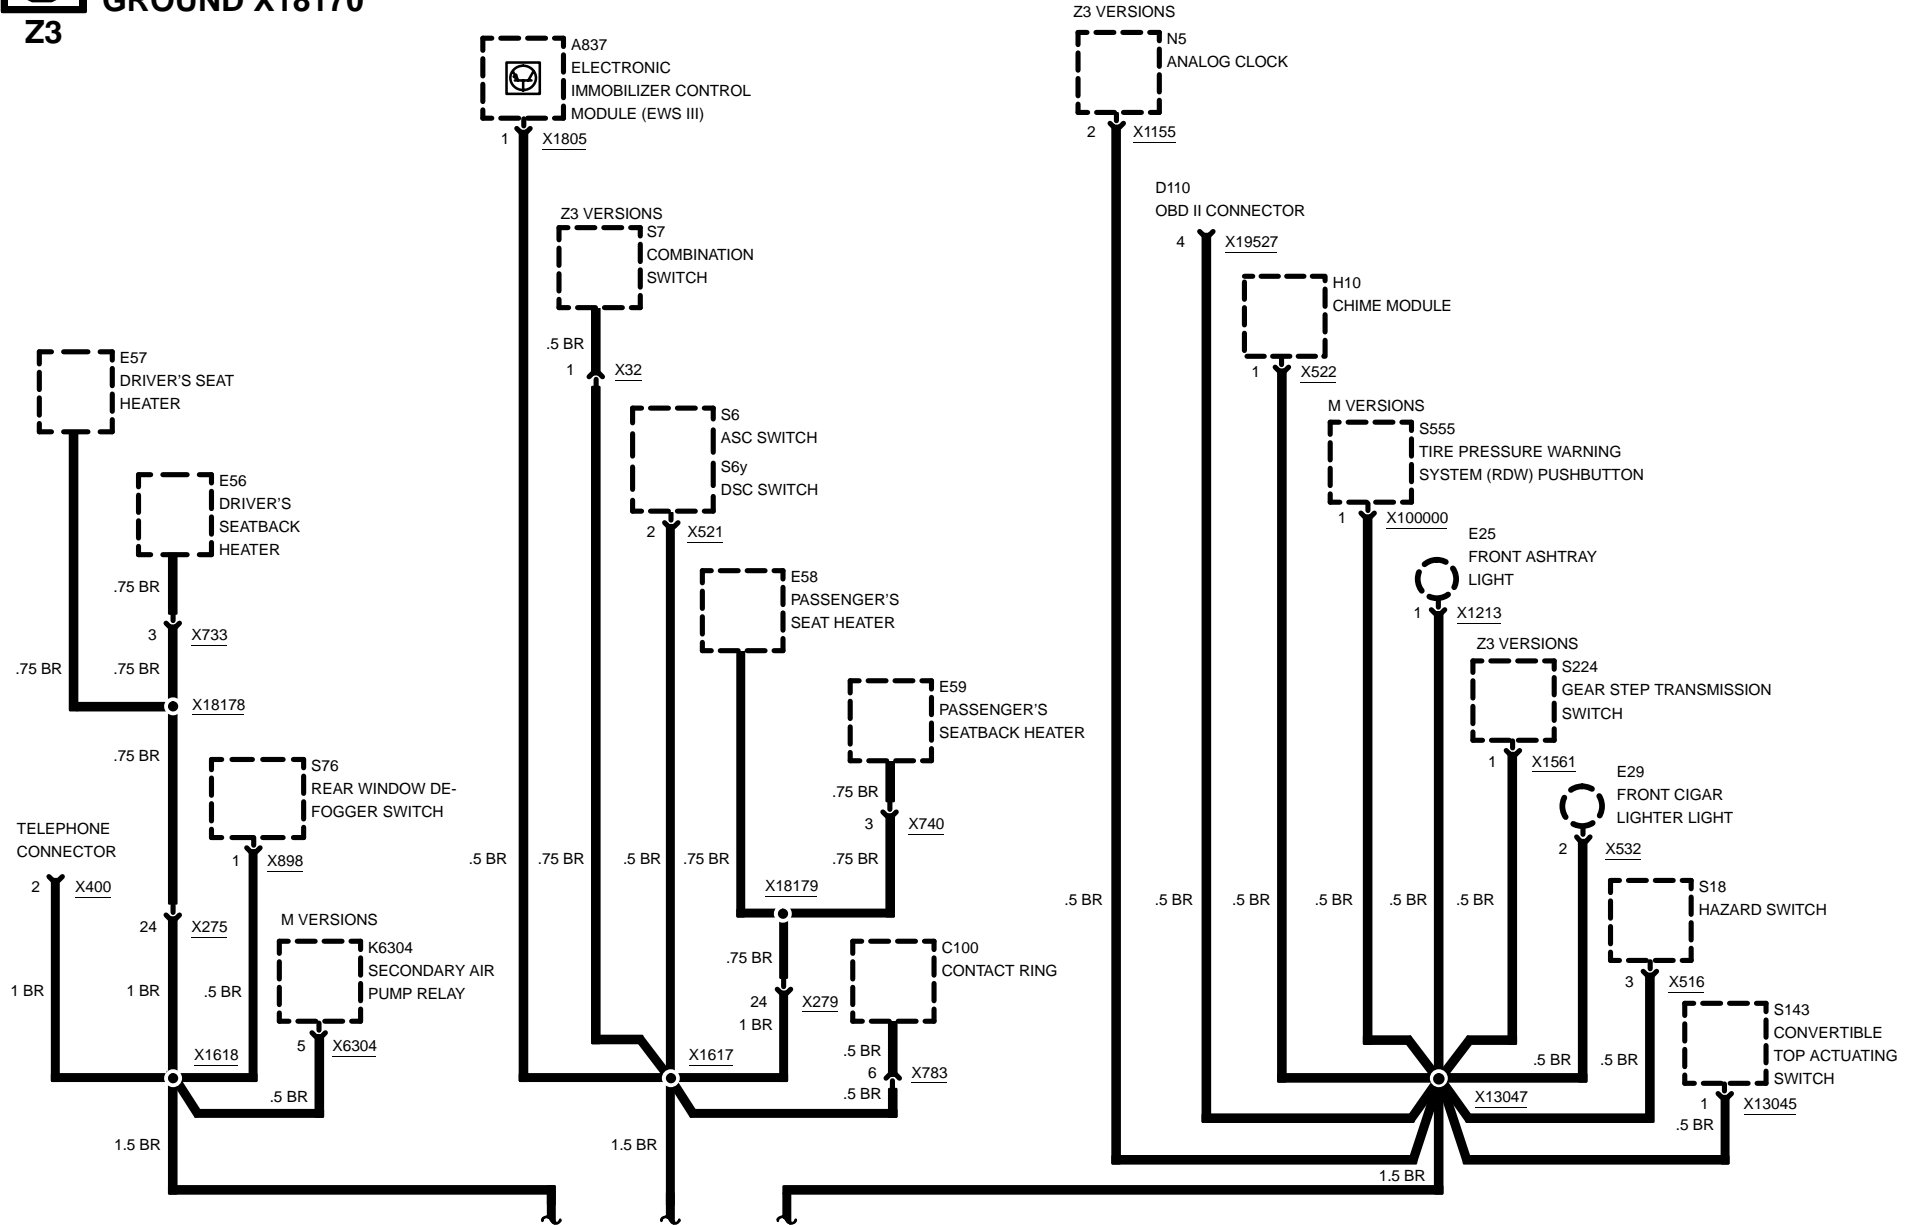 GROUND X18170
Z3
A837
ELECTRONIC
IMMOBILIZER CONTROL
MODULE (EWS III)
1
X1805
Z3 VERSIONS
S7
COMBINATION
SWITCH
.5 BR
1
X32
S6
ASC SWITCH
S6y
DSC SWITCH
2
X521
E57
DRIVER'S SEAT
HEATER
E56
DRIVER'S
SEATBACK
HEATER
.75 BR
3
X733
.75 BR
.75 BR
X18178
.75 BR
S76
REAR WINDOW DE-
FOGGER SWITCH
1
X898
TELEPHONE
CONNECTOR
2
X400
24
X275
M VERSIONS
K6304
SECONDARY AIR
PUMP RELAY
1 BR
1 BR
.5 BR
5
X6304
X1618
.5 BR
1.5 BR
E58
PASSENGER'S
SEAT HEATER
E59
PASSENGER'S
SEATBACK HEATER
.75 BR
3
X740
.5 BR
.75 BR
.5 BR
.75 BR
.75 BR
X18179
.75 BR
24
X279
1 BR
C100
CONTACT RING
X1617
.5 BR
6
X783
.5 BR
1.5 BR
Z3 VERSIONS
N5
ANALOG CLOCK
2
X1155
D110
OBD II CONNECTOR
4
X19527
H10
CHIME MODULE
1
X522
M VERSIONS
S555
TIRE PRESSURE WARNING
SYSTEM (RDW) PUSHBUTTON
1
X100000
E25
FRONT ASHTRAY
LIGHT
1
X1213
Z3 VERSIONS
S224
GEAR STEP TRANSMISSION
SWITCH
1
X1561
E29
FRONT CIGAR
LIGHTER LIGHT
2
X532
.5 BR
.5 BR
.5 BR
.5 BR
.5 BR
.5 BR
S18
HAZARD SWITCH
3
X516
S143
CONVERTIBLE
TOP ACTUATING
SWITCH
.5 BR
.5 BR
X13047
1
X13045
.5 BR
1.5 BR